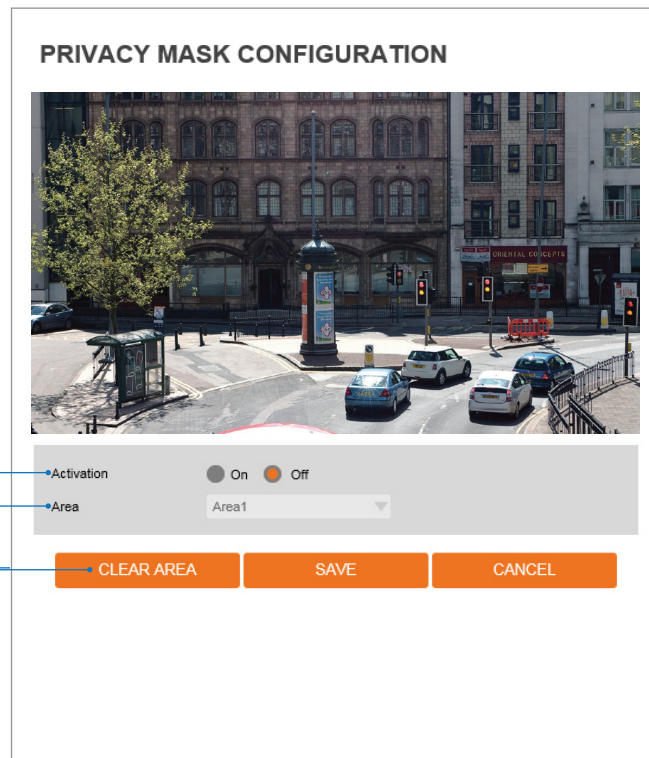 PRIVACY MASK CONFIGURATION
ORIENTAL CONCEPTS
Activation
On
Off
Area
Area1
CLEAR AREA
SAVE
CANCEL